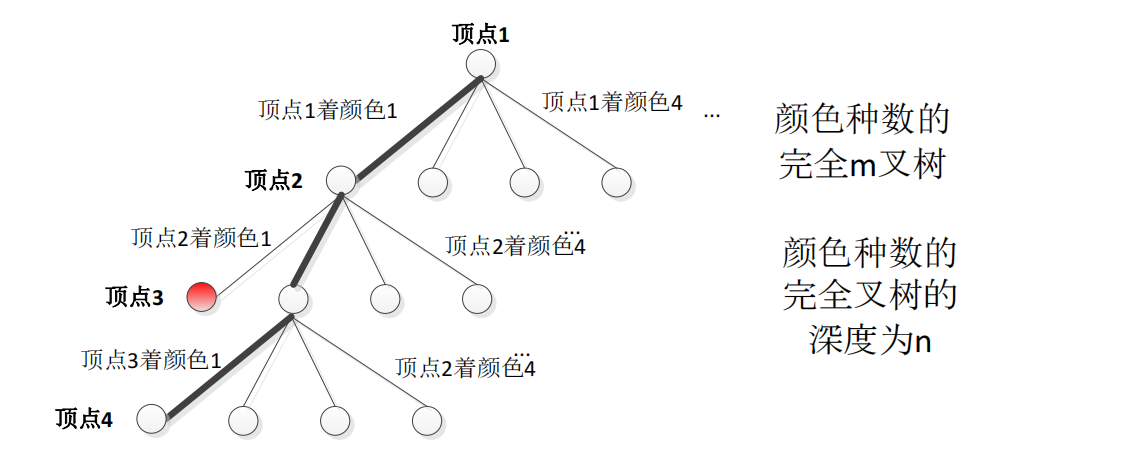 顶点1
顶点1着颜色1
顶点1着颜色4 ...
颜色种数的
完全m叉树
顶点2
顶点2着颜色1
...
顶点2着颜色4
颜色种数的
完全叉树的
深度为n
顶点3
顶点3着颜色1
...
顶点2着颜色4
顶点4